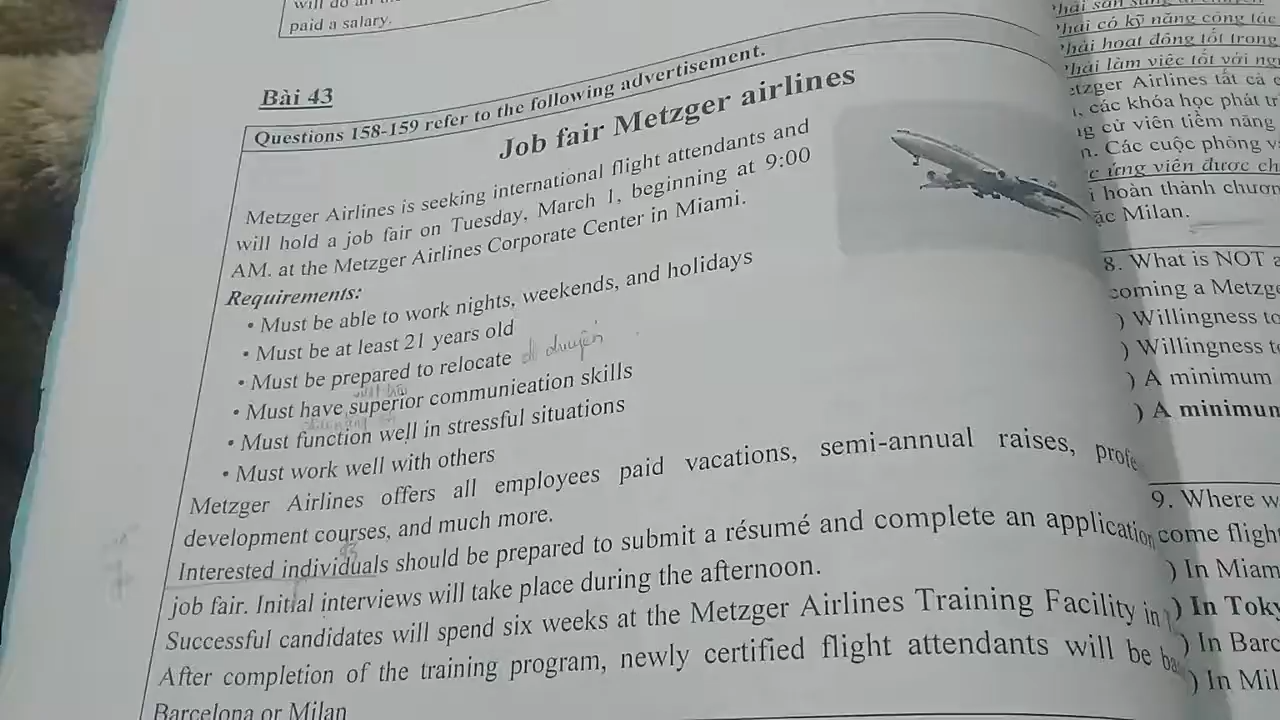 will do
paid a salary.
Bài 43
Questions 158-159 refer to the following advertisement.
Job fair Metzger airlines
Metzger Airlines is seeking international flight attendants and
will hold a job fair on Tuesday, March 1, beginning at 9:00
AM. at the Metzger Airlines Corporate Center in Miami.
Requirements:
• Must be able to work nights, weekends, and holidays
• Must be at least 21 years old
• Must be prepared to relocate di chuyển
• Must have superior communieation skills
• Must function well in stressful situations
• Must work well with others
Metzger Airlines offers all employees paid vacations, semi-annual raises, profe
development courses, and much more.
Interested individuals should be prepared to submit a résumé and complete an application
job fair. Initial interviews will take place during the afternoon.
Successful candidates will spend six weeks at the Metzger Airlines Training Facility in
After completion of the training program, newly certified flight attendants will be ba
Barcelona or Milan
hải có kỹ năng công tác
hải hoạt động tốt trong
hải làm việc tốt với ng
etzger Airlines tất cả
, các khóa học phát tr
ng cử viên tiềm năng
n. Các cuộc phỏng v
c ứng viên được ch
i hoàn thành chươn
ặc Milan.
8. What is NOT a
coming a Metzge
) Willingness to
) Willingness t
) A minimum
) A minimun
9. Where w
come fligh
) In Miam
) In Toky
) In Barc
) In Mil